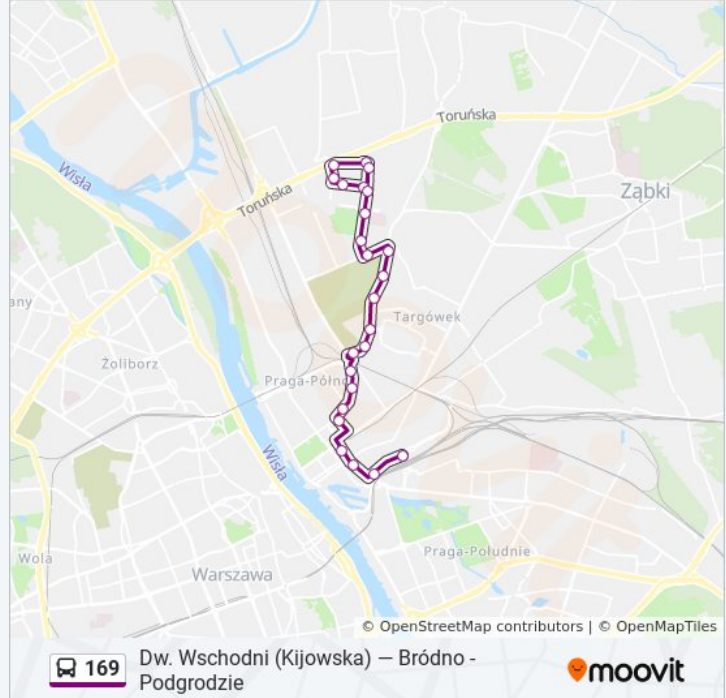 Toruńska
Wisła
Toruńska
Ząbki
any
Targówek
Żoliborz
Praga-Półno
Wisła
Praga-Południe
Wola
Warszawa
© OpenStreetMap contributors | © OpenMapTiles
169
Dw. Wschodni (Kijowska) — Bródno -
Podgrodzie
moovit